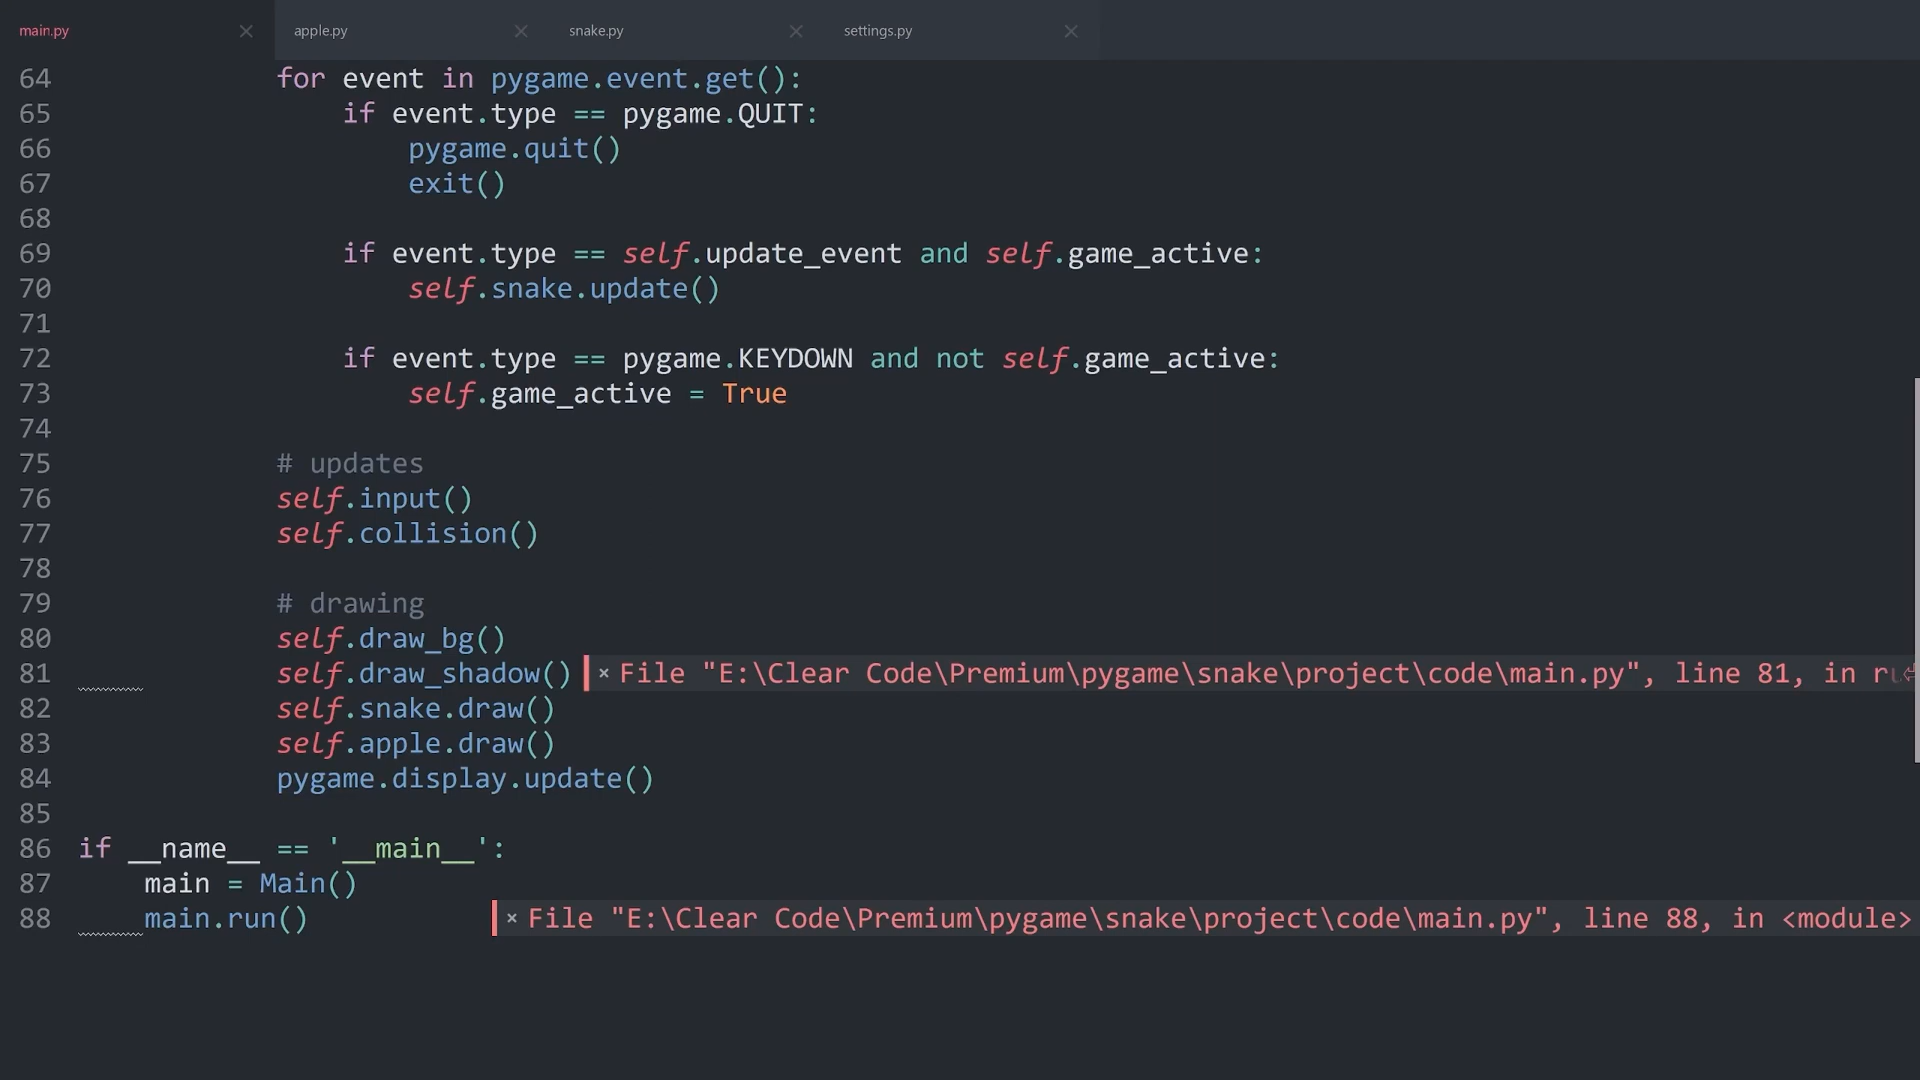 main.py × apple.py × snake.py × settings.py ×
64 for event in pygame.event.get():
65 if event.type == pygame.QUIT:
66 pygame.quit()
67 exit()
68
69 if event.type == self.update_event and self.game_active:
70 self.snake.update()
71
72 if event.type == pygame.KEYDOWN and not self.game_active:
73 self.game_active = True
74
75 # updates
76 self.input()
77 self.collision()
78
79 # drawing
80 self.draw_bg()
81 self.draw_shadow() × File "E:\Clear Code\Premium\pygame\snake\project\code\main.py", line 81, in
82 self.snake.draw()
83 self.apple.draw()
84 pygame.display.update()
85
86 if __name__ == '__main__':
87 main = Main()
88 main.run() × File "E:\Clear Code\Premium\pygame\snake\project\code\main.py", line 88, in <module>